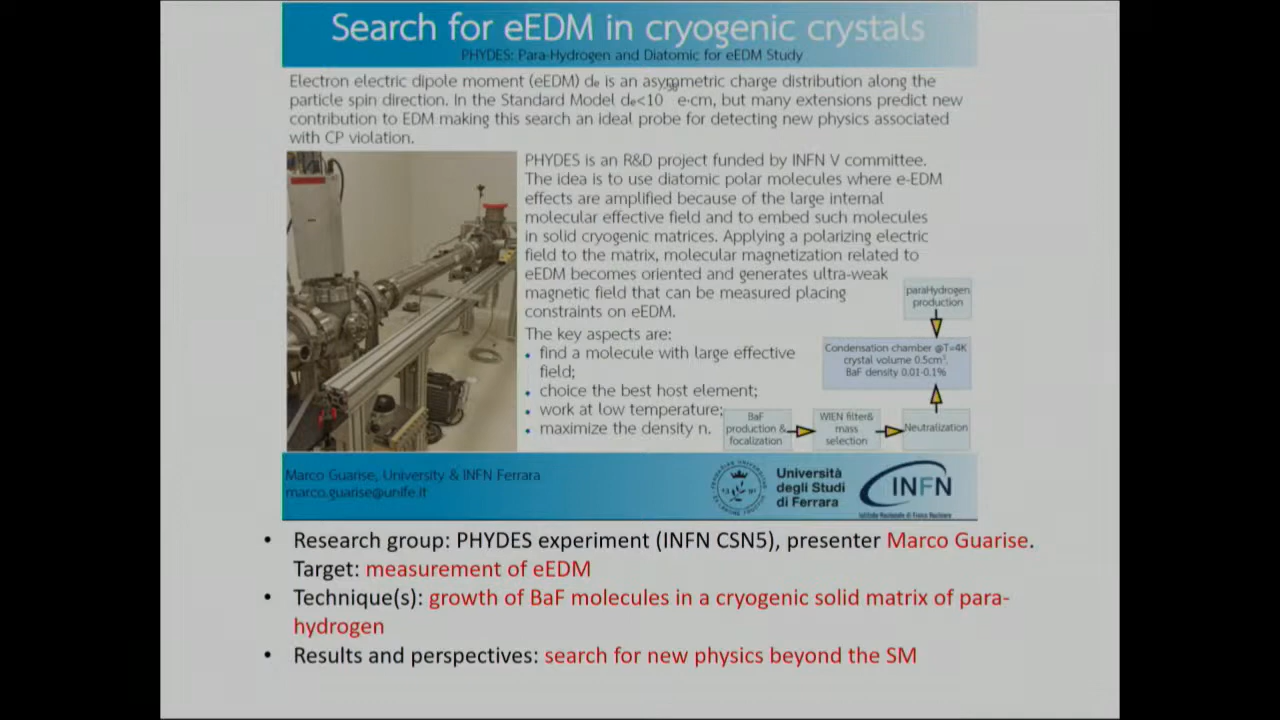 Search for eEDM in cryogenic crystals
PHYDES: Para-Hydrogen and Diatomic for eEDM Study
Electron electric dipole moment (eEDM) de is an asymmetric charge distribution along the
particle spin direction. In the Standard Model de<10 e·cm, but many extensions predict new
contribution to EDM making this search an ideal probe for detecting new physics associated
with CP violation.
PHYDES is an R&D project funded by INFN V committee.
The idea is to use diatomic polar molecules where e-EDM
effects are amplified because of the large internal
molecular effective field and to embed such molecules
in solid cryogenic matrices. Applying a polarizing electric
field to the matrix, molecular magnetization related to
eEDM becomes oriented and generates ultra-weak
magnetic field that can be measured placing
constraints on eEDM.
The key aspects are:
• find a molecule with large effective
field;
• choice the best host element;
• work at low temperature;
• maximize the density n.
paraHydrogen
production
Condensation chamber @T=4K
crystal volume 0.5cm³.
BaF density 0.01-0.1%
BaF
production &
focalization
WIEN filter&
mass
selection
Neutralization
Marco Guarise, University & INFN Ferrara
marco.guarise@unife.it
Università
degli Studi
di Ferrara
INFN
Istituto Nazionale di Fisica Nucleare
• Research group: PHYDES experiment (INFN CSN5), presenter Marco Guarise.
Target: measurement of eEDM
• Technique(s): growth of BaF molecules in a cryogenic solid matrix of para-
hydrogen
• Results and perspectives: search for new physics beyond the SM